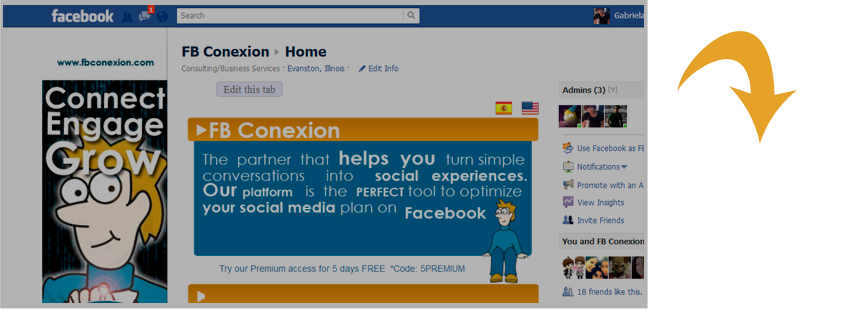 facebook
1
Search
Gabriela
www.fbconexion.com
FB Conexion ▸ Home
Consulting/Business Services · Evanston, Illinois · Edit Info
Edit this tab
Connect
Engage
Grow
Admins (3) [?]
FB Conexion
The partner that helps you turn simple
conversations into social experiences.
Our platform is the PERFECT tool to optimize
your social media plan on Facebook
Use Facebook as FB
Notifications
Promote with an A
View Insights
Invite Friends
You and FB Conexion
Try our Premium access for 5 days FREE *Code: 5PREMIUM
18 friends like this.